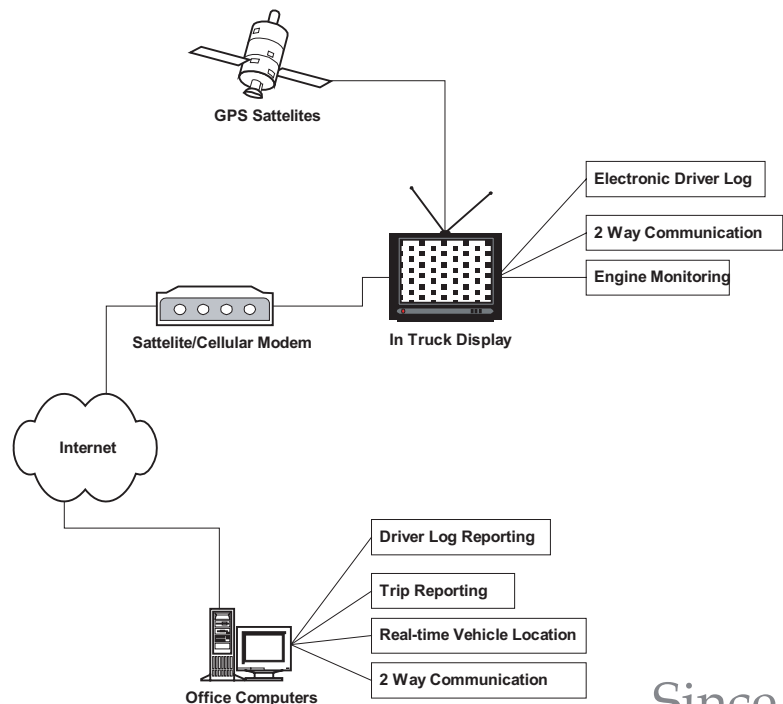 GPS Sattelites
Electronic Driver Log
2 Way Communication
Engine Monitoring
In Truck Display
Sattelite/Cellular Modem
Internet
Driver Log Reporting
Trip Reporting
Real-time Vehicle Location
2 Way Communication
Office Computers
Since